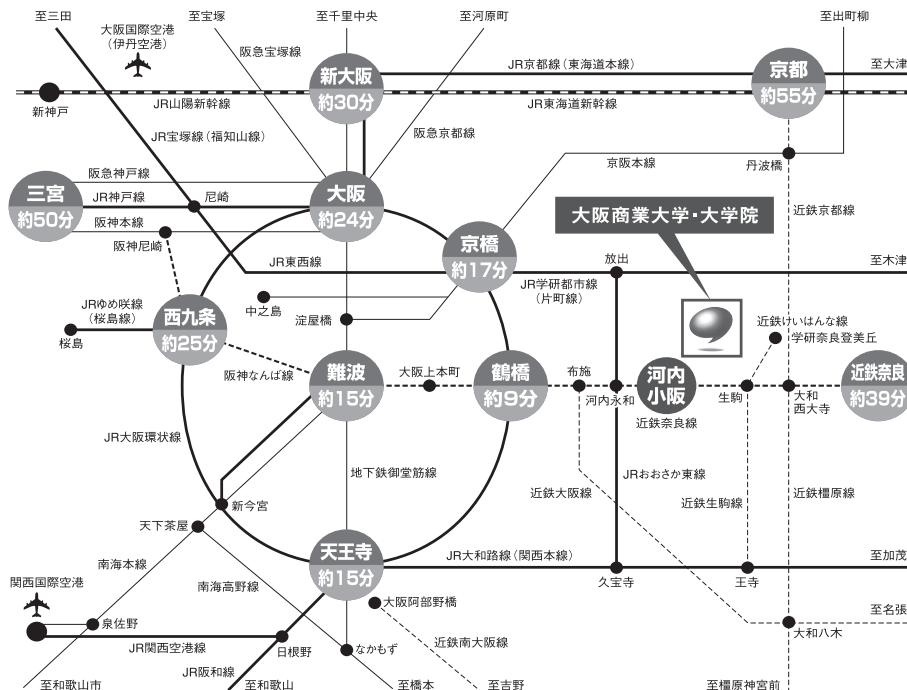 至三田
至宝塚
至千里中央
至河原町
至出町柳
大阪国際空港
（伊丹空港）
阪急宝塚線
新大阪
約30分
JR京都線（東海道本線）
京都
約55分
至大津
新神戸
JR山陽新幹線
JR東海道新幹線
JR宝塚線（福知山線）
阪急京都線
京阪本線
丹波橋
阪急神戸線
三宮
約50分
JR神戸線
尼崎
大阪
約24分
阪神本線
阪神尼崎
大阪商業大学・大学院
近鉄京都線
京橋
約17分
放出
JR東西線
至木津
JR学研都市線
（片町線）
JRゆめ咲線
（桜島線）
桜島
西九条
約25分
中之島
淀屋橋
近鉄けいはんな線
学研奈良登美丘
阪神なんば線
難波
約15分
大阪上本町
鶴橋
約9分
布施
河内永和
河内
小阪
近鉄奈良線
生駒
大和
西大寺
近鉄奈良
約39分
JR大阪環状線
地下鉄御堂筋線
近鉄大阪線
JRおおさか東線
近鉄生駒線
近鉄橿原線
新今宮
天下茶屋
南海本線
南海高野線
天王寺
約15分
JR大和路線（関西本線）
久宝寺
王寺
至加茂
関西国際空港
泉佐野
JR関西空港線
日根野
大阪阿部野橋
近鉄南大阪線
なかもず
至名張
大和八木
JR阪和線
至和歌山市
至和歌山
至橋本
至吉野
至橿原神宮前